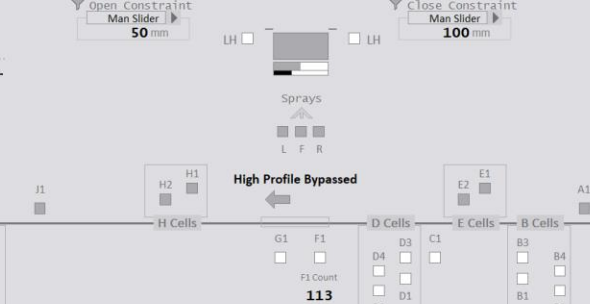 Open Constraint
Close Constraint
Man Slider
Man Slider
50 mm
100 mm
LH
LH
Sprays
L F R
High Profile Bypassed
J1
H2
H1
E2
E1
A1
H Cells
D Cells
E Cells
B Cells
G1
F1
D4
D3
C1
B3
B4
F1 Count
113
D1
B1